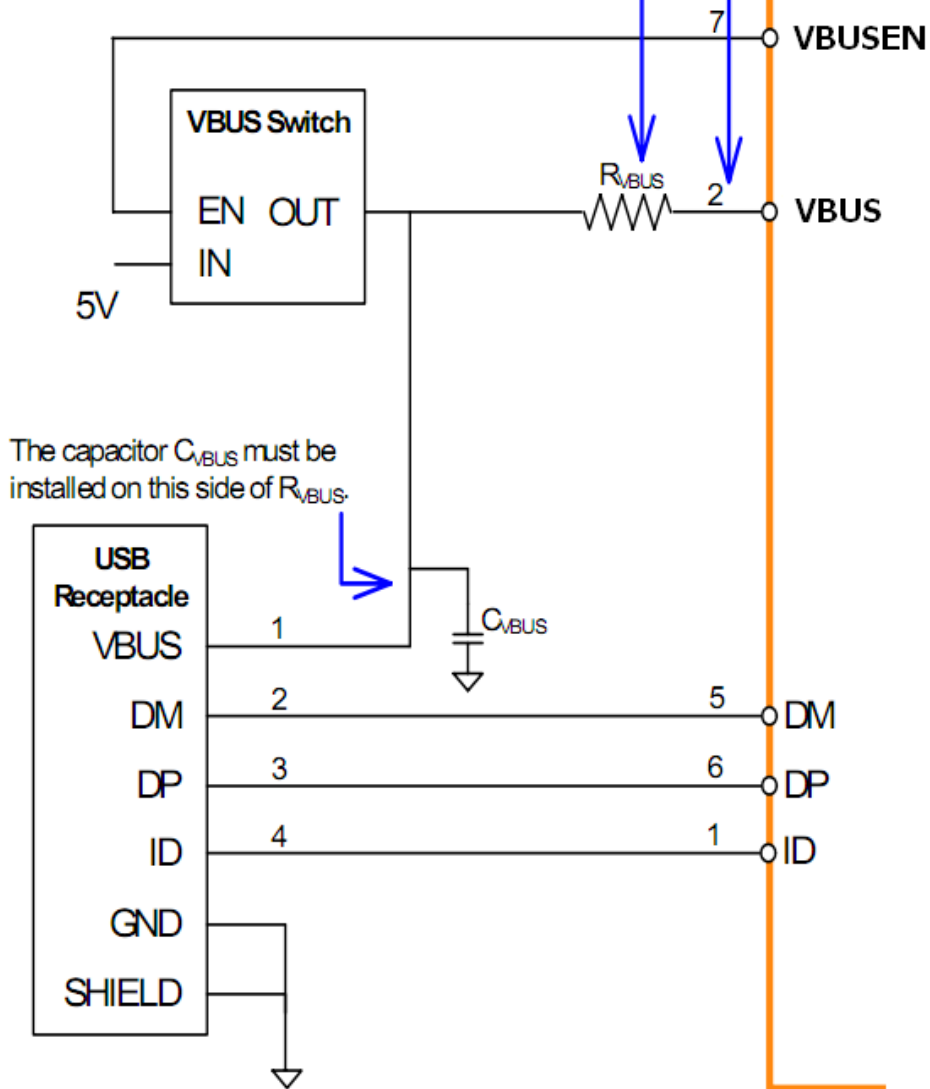 7
VBUSEN
VBUS Switch
EN OUT
IN
5V
RVBUS
2
VBUS
The capacitor CVBUS must be
installed on this side of RVBUS.
USB
Receptacle
VBUS
1
CVBUS
DM
2
5
DM
DP
3
6
DP
ID
4
1
ID
GND
SHIELD